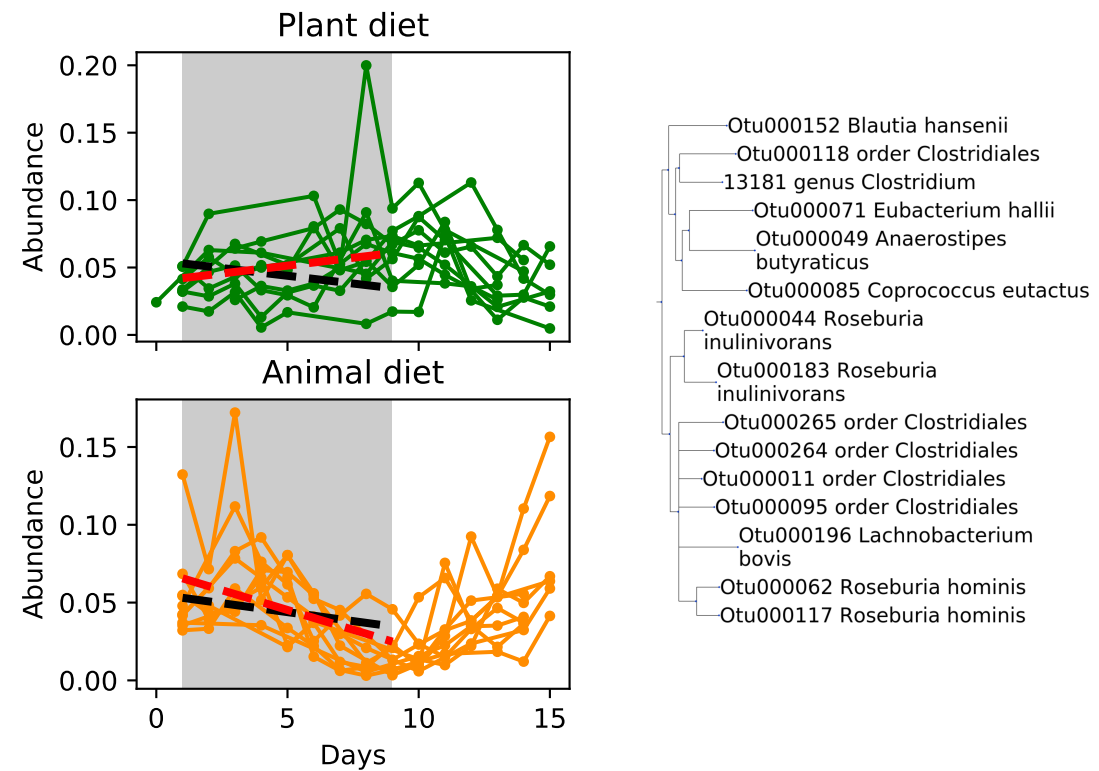 Plant diet
0.20
0.15
0.10
0.05
0.00
Abundance
Animal diet
0.15
0.10
0.05
0.00
Abundance
0 5 10 15
Days
Otu000152 Blautia hansenii
Otu000118 order Clostridiales
13181 genus Clostridium
Otu000071 Eubacterium hallii
Otu000049 Anaerostipes
butyraticus
Otu000085 Coprococcus eutactus
Otu000044 Roseburia
inulinivorans
Otu000183 Roseburia
inulinivorans
Otu000265 order Clostridiales
Otu000264 order Clostridiales
Otu000011 order Clostridiales
Otu000095 order Clostridiales
Otu000196 Lachnobacterium
bovis
Otu000062 Roseburia hominis
Otu000117 Roseburia hominis